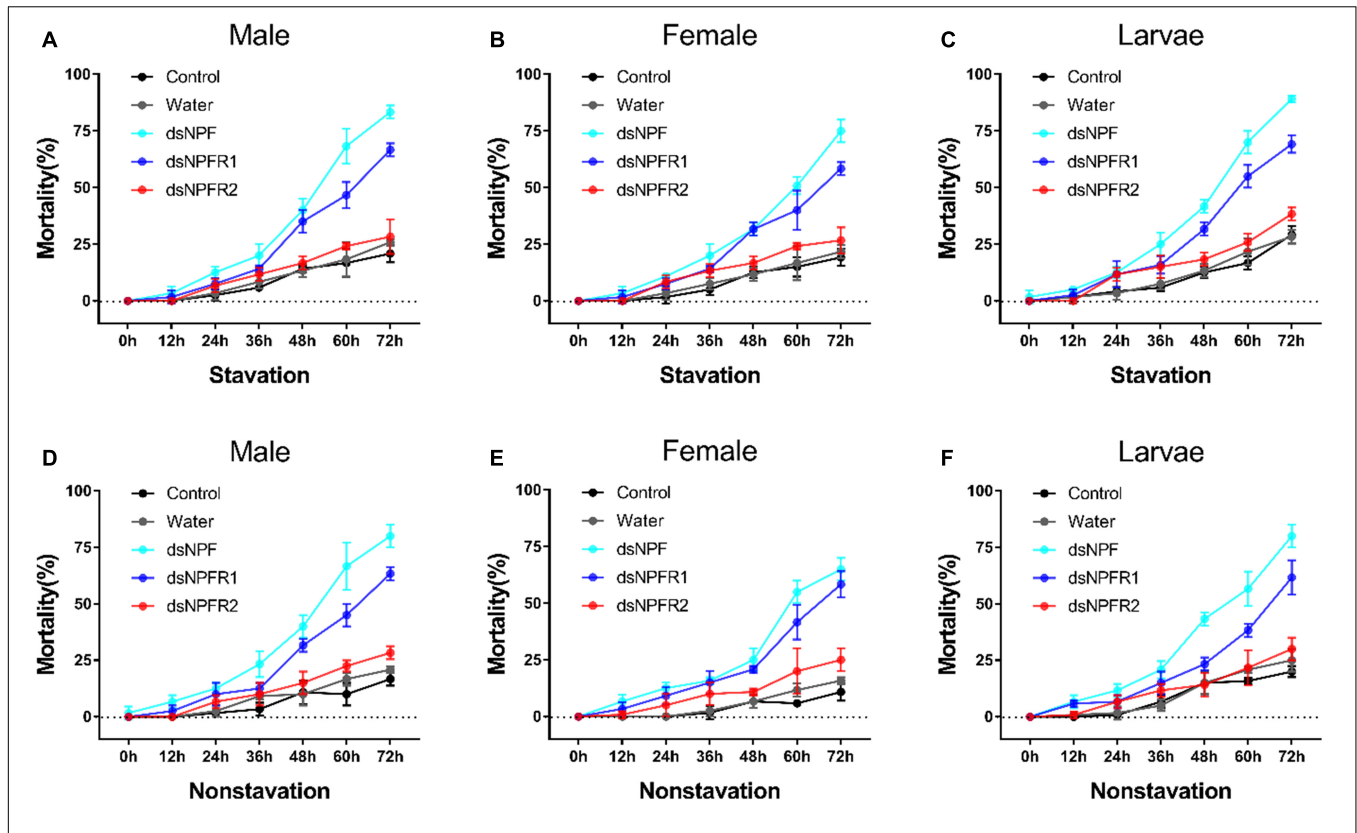 A
Male
Mortality(%)
100
75
50
25
0
Control
Water
dsNPF
dsNPFR1
dsNPFR2
0h 12h 24h 36h 48h 60h 72h
Stavation
B
Female
Mortality(%)
100
75
50
25
0
Control
Water
dsNPF
dsNPFR1
dsNPFR2
0h 12h 24h 36h 48h 60h 72h
Stavation
C
Larvae
Mortality(%)
100
75
50
25
0
Control
Water
dsNPF
dsNPFR1
dsNPFR2
0h 12h 24h 36h 48h 60h 72h
Stavation
D
Male
Mortality(%)
100
75
50
25
0
Control
Water
dsNPF
dsNPFR1
dsNPFR2
0h 12h 24h 36h 48h 60h 72h
Nonstavation
E
Female
Mortality(%)
100
75
50
25
0
Control
Water
dsNPF
dsNPFR1
dsNPFR2
0h 12h 24h 36h 48h 60h 72h
Nonstavation
F
Larvae
Mortality(%)
100
75
50
25
0
Control
Water
dsNPF
dsNPFR1
dsNPFR2
0h 12h 24h 36h 48h 60h 72h
Nonstavation